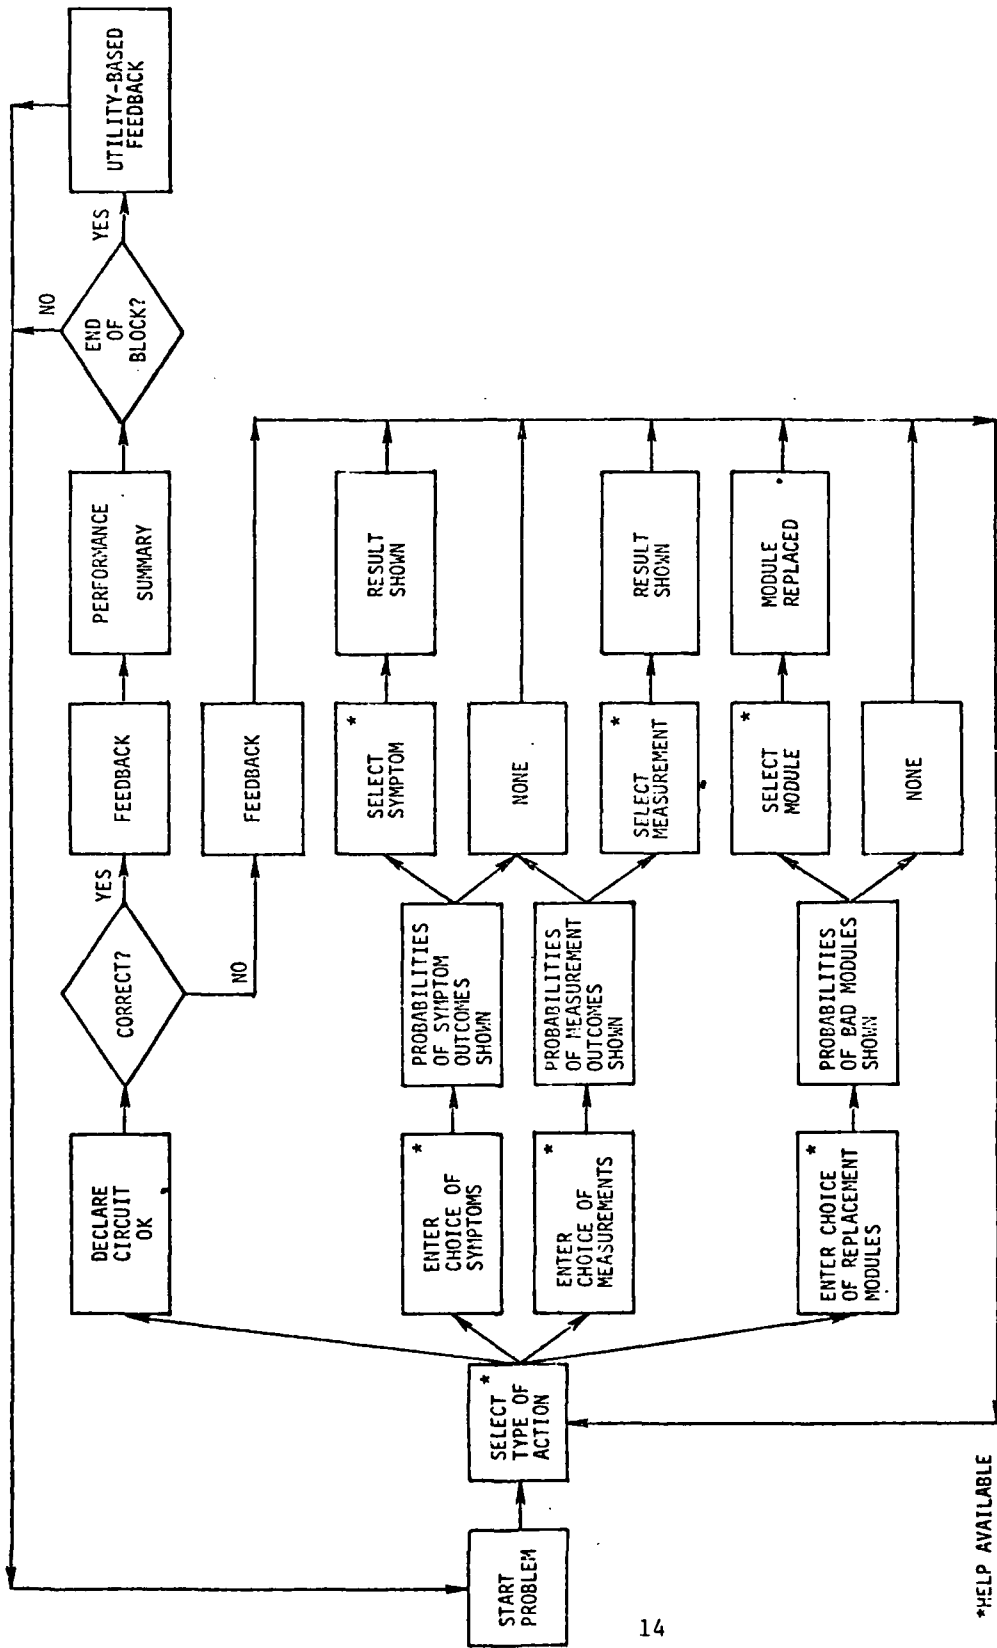 START
PROBLEM
*
SELECT
TYPE OF
ACTION
DECLARE
CIRCUIT
OK
CORRECT?
YES
NO
FEEDBACK
PERFORMANCE
SUMMARY
END
OF
BLOCK?
NO
YES
UTILITY-BASED
FEEDBACK
FEEDBACK
*
ENTER
CHOICE OF
SYMPTOMS
PROBABILITIES
OF SYMPTOM
OUTCOMES
SHOWN
*
SELECT
SYMPTOM
RESULT
SHOWN
NONE
*
ENTER
CHOICE OF
MEASUREMENTS
PROBABILITIES
OF MEASUREMENT
OUTCOMES
SHOWN
*
SELECT
MEASUREMENT
RESULT
SHOWN
*
ENTER CHOICE
OF REPLACEMENT
MODULES
PROBABILITIES
OF BAD MODULES
SHOWN
*
SELECT
MODULE
MODULE
REPLACED
NONE
*HELP AVAILABLE
14